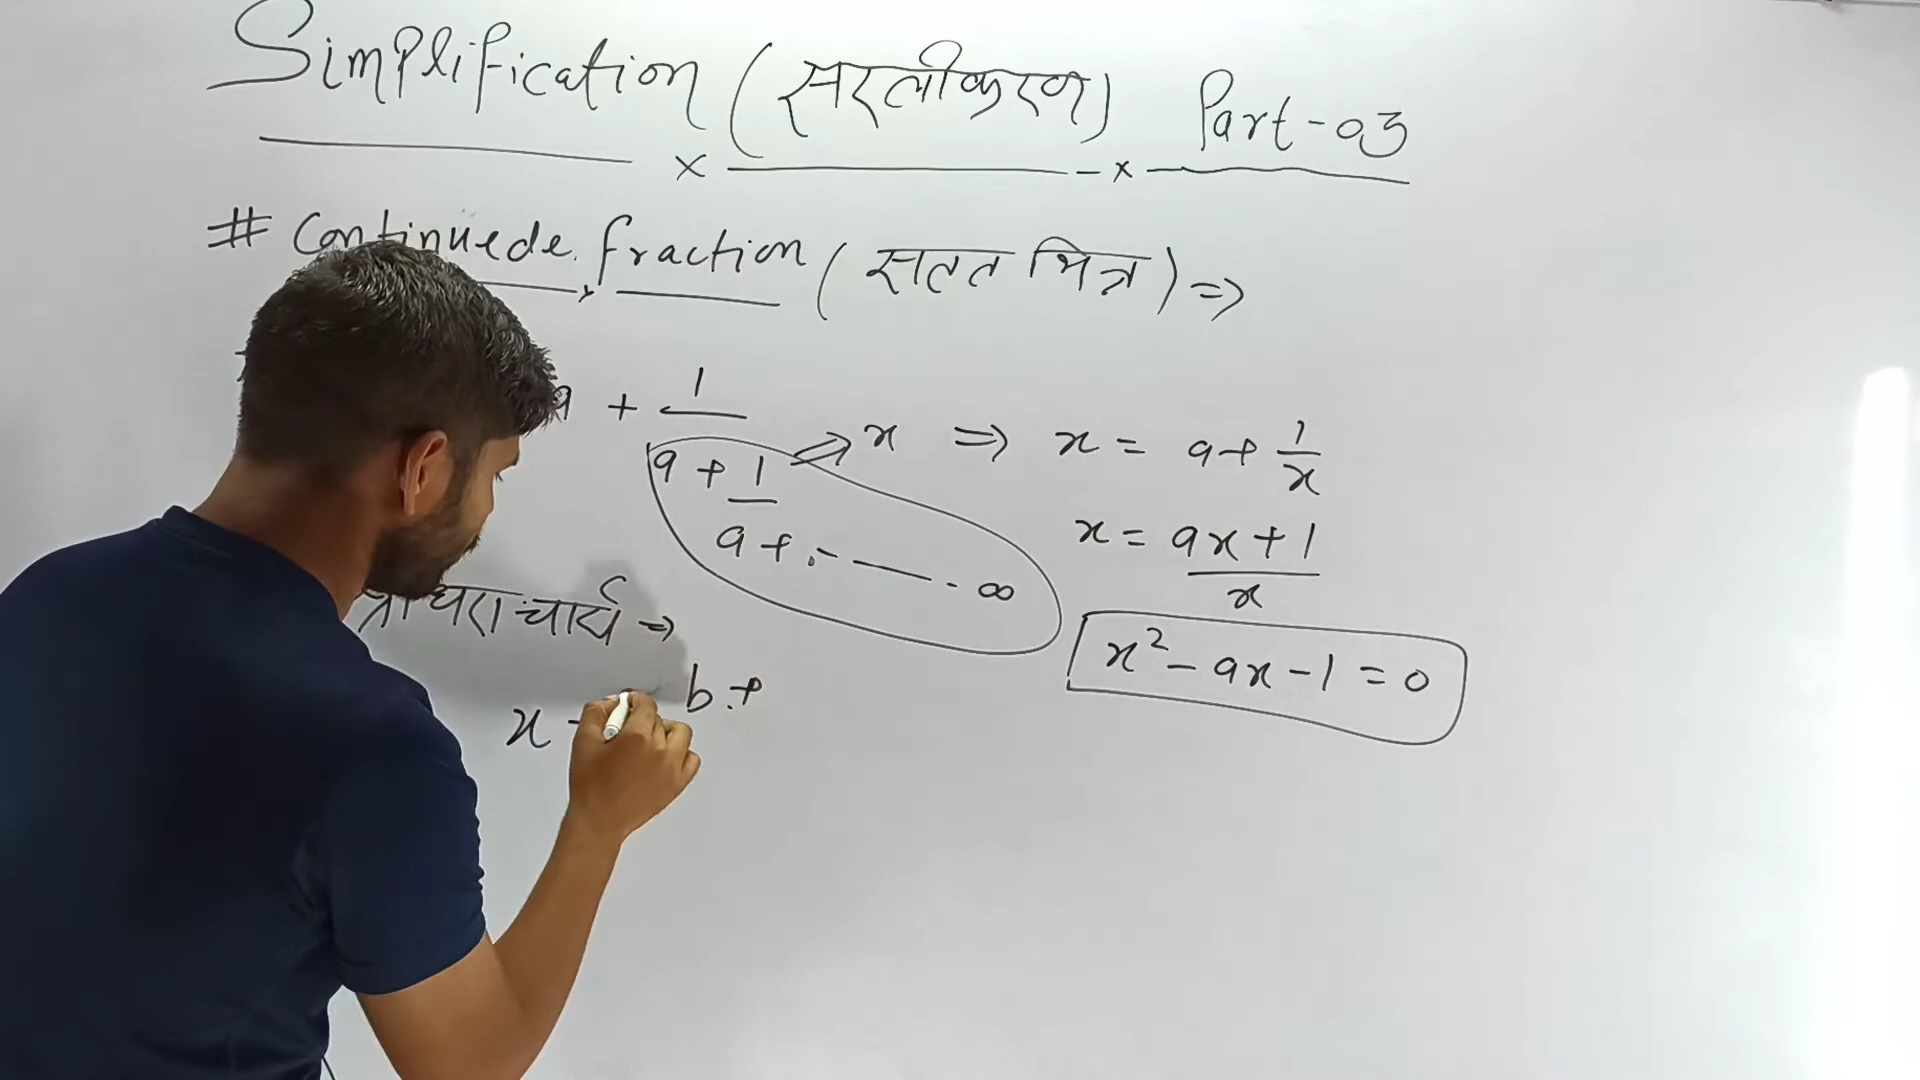 Simplification (सरलीकरण) Part-03
# Continuede fraction (सतत भिन्न) =>
a + 1
a + 1 => x => x = a + 1/x
a + . - — - ∞
x = ax + 1 / x
x² - ax - 1 = 0
श्रीधराचार्य →
x = b +